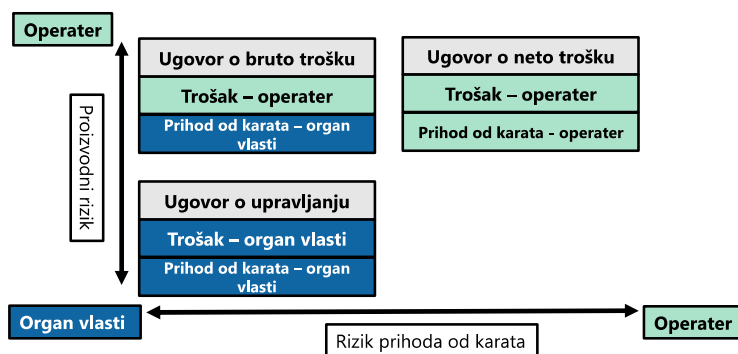 Operater
Ugovor o bruto trošku
Trošak – operater
Prihod od karata – organ
vlasti
Ugovor o neto trošku
Trošak – operater
Prihod od karata - operater
Proizvodni rizik
Ugovor o upravljanju
Trošak – organ vlasti
Prihod od karata – organ
vlasti
Organ vlasti
Rizik prihoda od karata
Operater